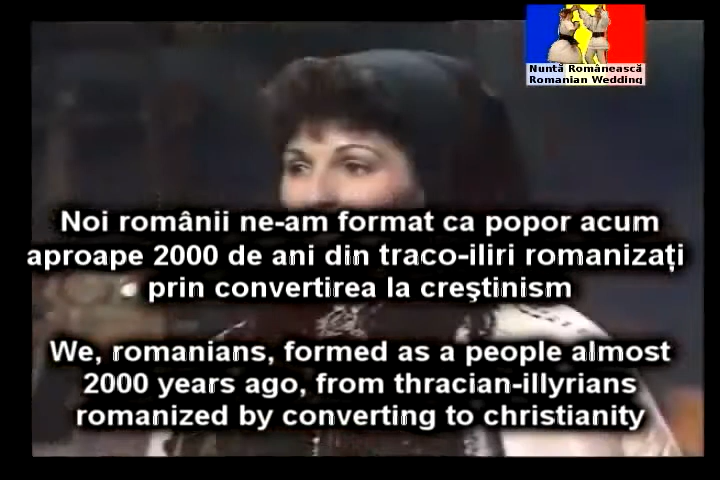 Nuntă Românească
Romanian Wedding
Noi românii ne-am format ca popor acum
aproape 2000 de ani din traco-iliri romanizați
prin convertirea la creştinism
We, romanians, formed as a people almost
2000 years ago, from thracian-illyrians
romanized by converting to christianity